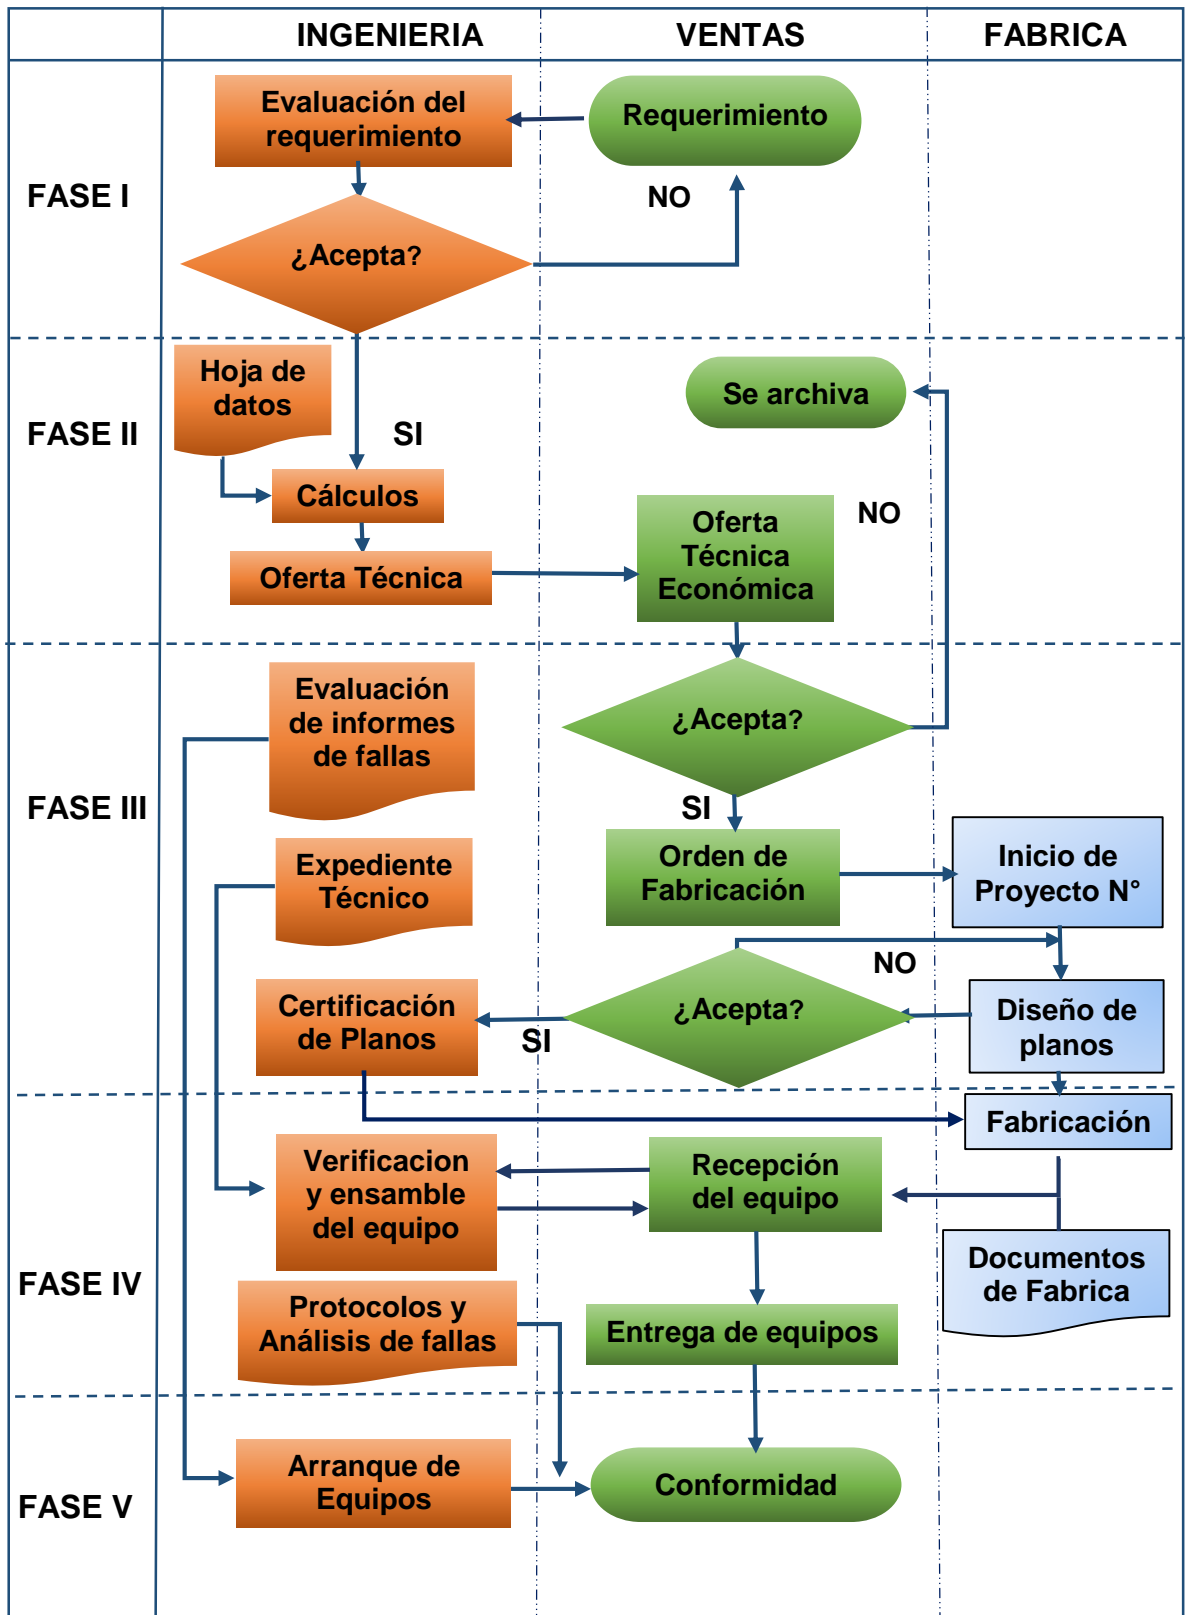 INGENIERIA
VENTAS
FABRICA
FASE I
Evaluación del
requerimiento
Requerimiento
NO
¿Acepta?
FASE II
Hoja de
datos
SI
Se archiva
Cálculos
NO
Oferta
Técnica
Económica
Oferta Técnica
FASE III
Evaluación
de informes
de fallas
¿Acepta?
SI
Orden de
Fabricación
Inicio de
Proyecto N°
Expediente
Técnico
NO
Certificación
de Planos
SI
¿Acepta?
Diseño de
planos
FASE IV
Fabricación
Verificacion
y ensamble
del equipo
Recepción
del equipo
Documentos
de Fabrica
Protocolos y
Análisis de fallas
Entrega de equipos
FASE V
Arranque de
Equipos
Conformidad